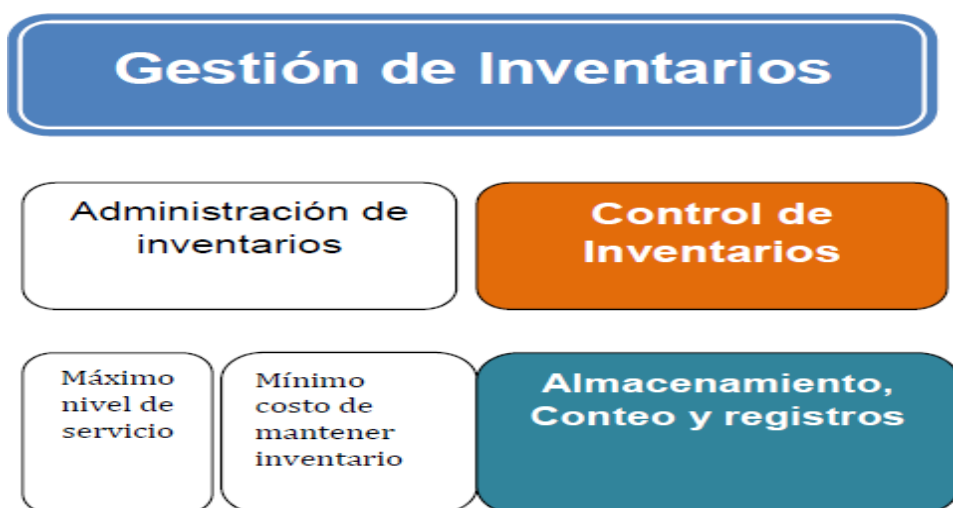 Gestión de Inventarios
Administración de
inventarios
Control de
Inventarios
Máximo
nivel de
servicio
Mínimo
costo de
mantener
inventario
Almacenamiento,
Conteo y registros